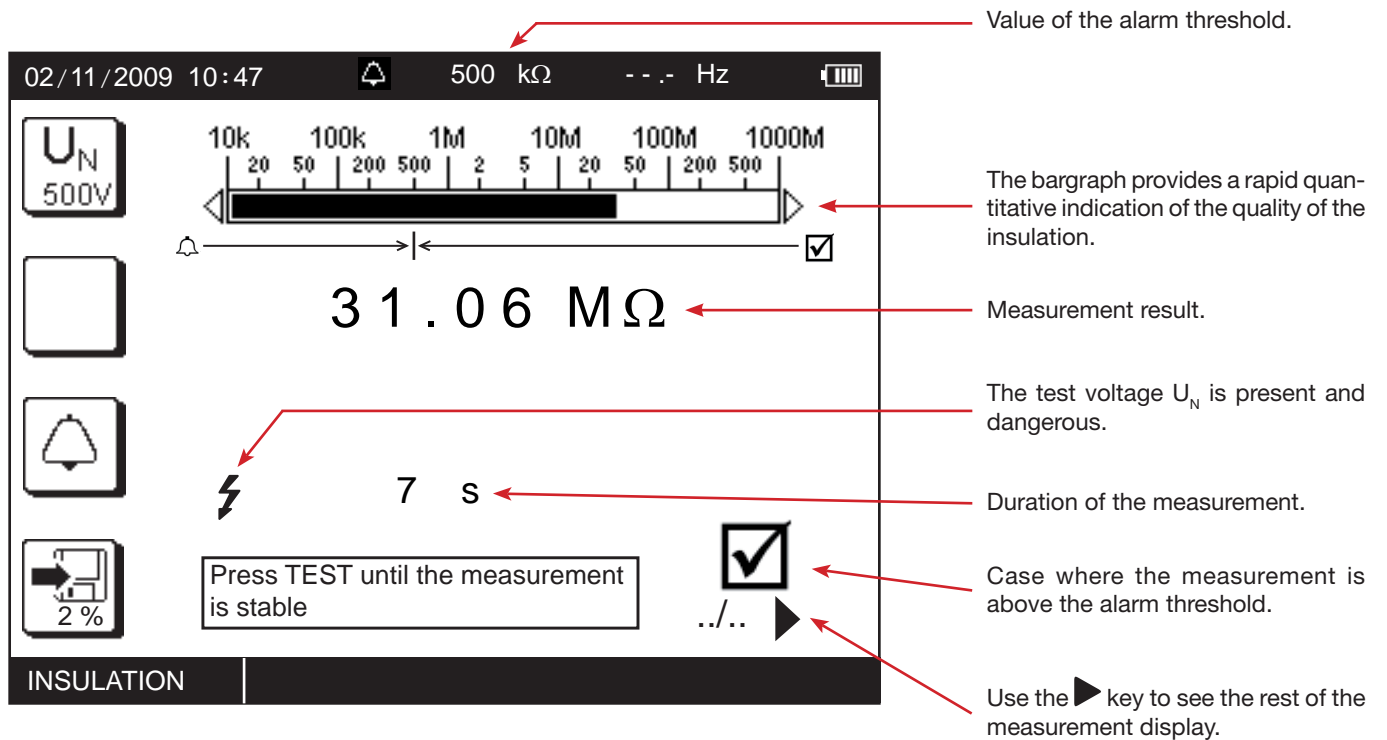 Value of the alarm threshold.
02/11/2009 10:47 500 kΩ - - .- Hz
UN
500V
10k 100k 1M 10M 100M 1000M
20 50 200 500 2 5 20 50 200 500
The bargraph provides a rapid quan-
titative indication of the quality of the
insulation.
31.06 MΩ
Measurement result.
The test voltage UN is present and
dangerous.
7 s
Duration of the measurement.
2 %
Press TEST until the measurement
is stable
../..
Case where the measurement is
above the alarm threshold.
INSULATION
Use the ▶ key to see the rest of the
measurement display.